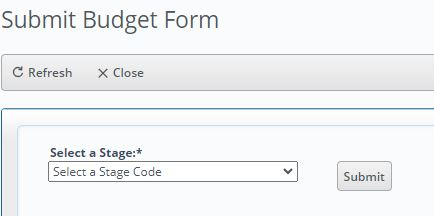 Submit Budget Form
Refresh
Close
Select a Stage:*
Select a Stage Code
Submit